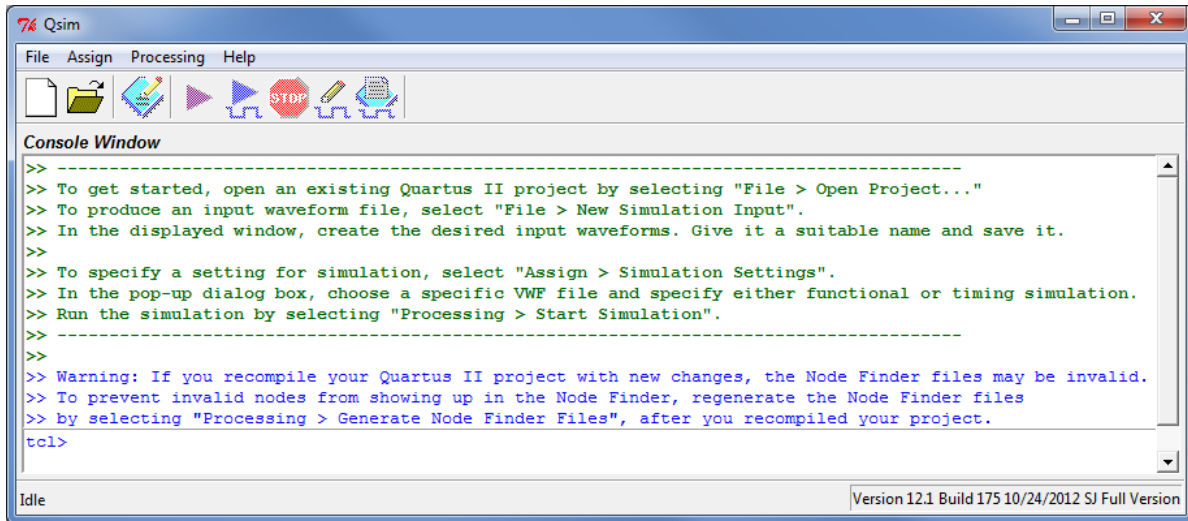 Qsim
File Assign Processing Help
STOP
Console Window
>> --------------------------------------------------------------------------------------
>> To get started, open an existing Quartus II project by selecting "File > Open Project..."
>> To produce an input waveform file, select "File > New Simulation Input".
>> In the displayed window, create the desired input waveforms. Give it a suitable name and save it.
>>
>> To specify a setting for simulation, select "Assign > Simulation Settings".
>> In the pop-up dialog box, choose a specific VWF file and specify either functional or timing simulation.
>> Run the simulation by selecting "Processing > Start Simulation".
>> --------------------------------------------------------------------------------------
>>
>> Warning: If you recompile your Quartus II project with new changes, the Node Finder files may be invalid.
>> To prevent invalid nodes from showing up in the Node Finder, regenerate the Node Finder files
>> by selecting "Processing > Generate Node Finder Files", after you recompiled your project.
tcl>
Idle
Version 12.1 Build 175 10/24/2012 SJ Full Version